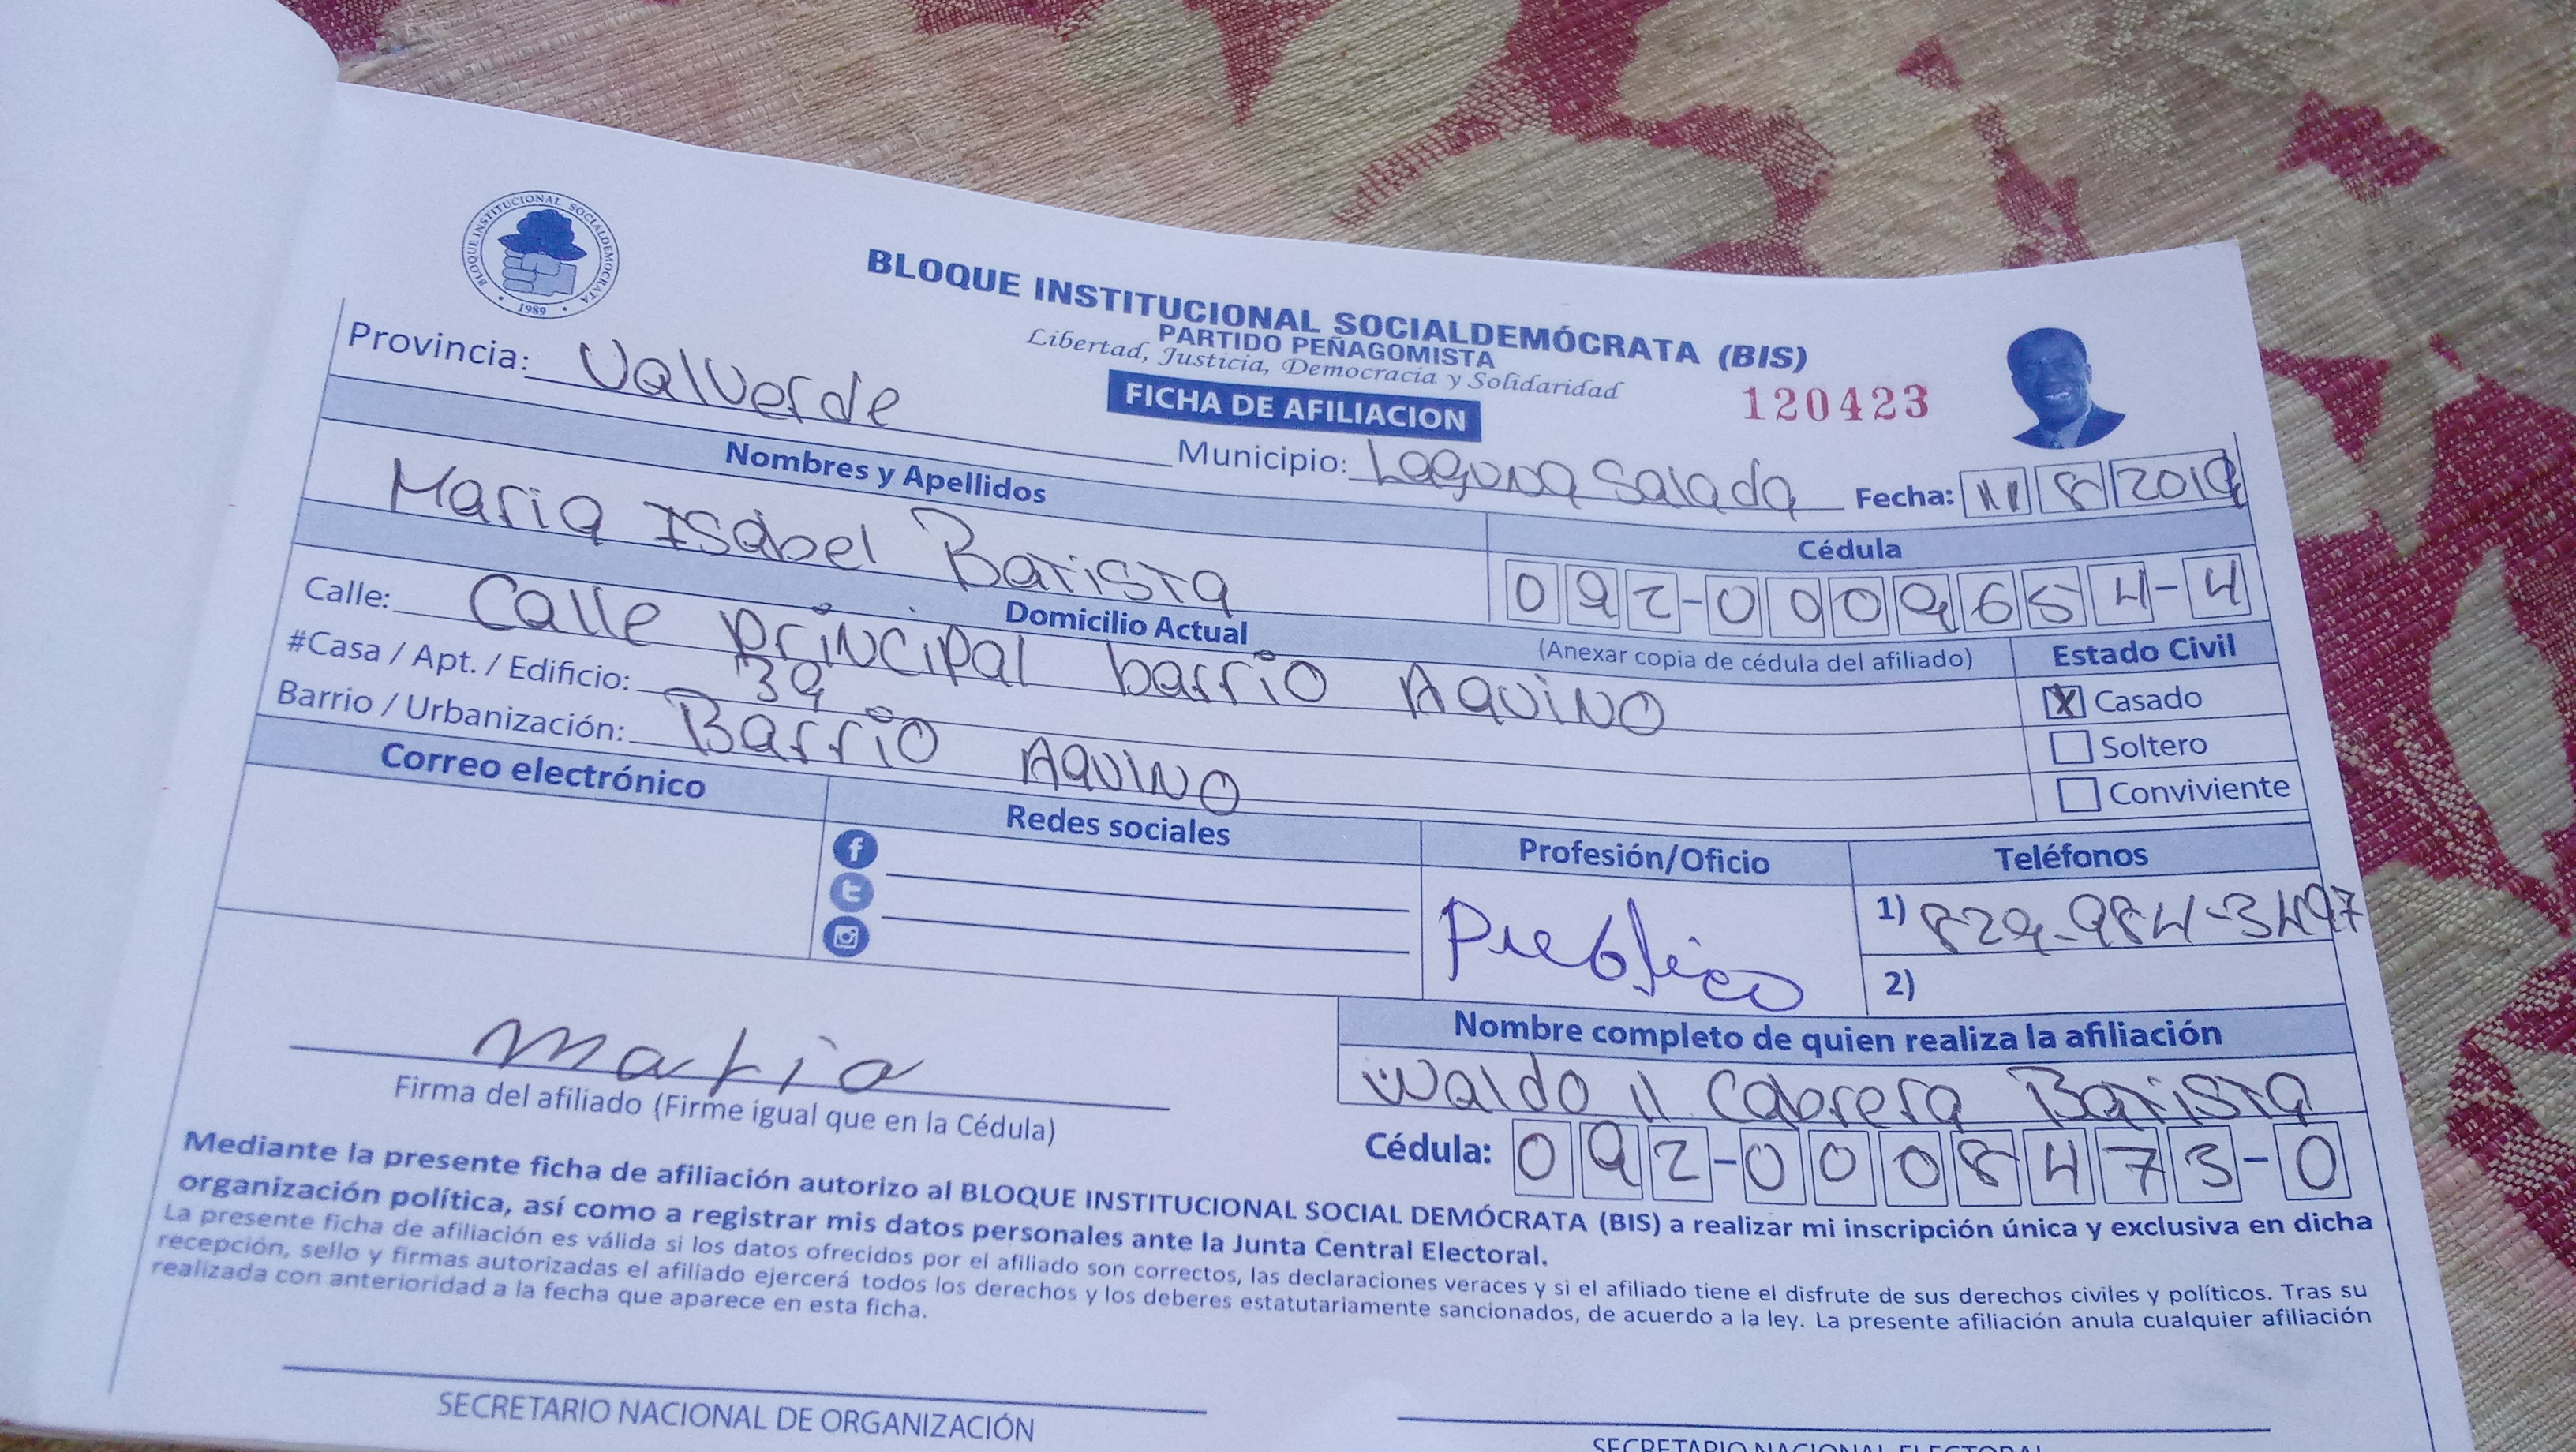 BLOQUE INSTITUCIONAL SOCIALDEMOCRATA
1989
BLOQUE INSTITUCIONAL SOCIALDEMÓCRATA (BIS)
PARTIDO PEÑAGOMISTA
Libertad, Justicia, Democracia y Solidaridad
FICHA DE AFILIACION
120423
Provincia: Valverde
Municipio: Laguna Salada
Fecha: 11 8 2019
Nombres y Apellidos
Maria Isabel Batista
Cédula
092-0009654-4
(Anexar copia de cédula del afiliado)
Domicilio Actual
Calle: Calle principal barrio Aquino
#Casa / Apt. / Edificio: 39
Barrio / Urbanización: Barrio Aquino
Estado Civil
X Casado
Soltero
Conviviente
Correo electrónico
Redes sociales
Profesión/Oficio
Teléfonos
1) 829-984-3497
2)
maria
Firma del afiliado (Firme igual que en la Cédula)
Nombre completo de quien realiza la afiliación
Waldo II Cabrera Batista
Cédula: 092-0008473-0
Mediante la presente ficha de afiliación autorizo al BLOQUE INSTITUCIONAL SOCIAL DEMÓCRATA (BIS) a realizar mi inscripción única y exclusiva en dicha
organización política, así como a registrar mis datos personales ante la Junta Central Electoral.
La presente ficha de afiliación es válida si los datos ofrecidos por el afiliado son correctos, las declaraciones veraces y si el afiliado tiene el disfrute de sus derechos civiles y políticos. Tras su
recepción, sello y firmas autorizadas el afiliado ejercerá todos los derechos y los deberes estatutariamente sancionados, de acuerdo a la ley. La presente afiliación anula cualquier afiliación
realizada con anterioridad a la fecha que aparece en esta ficha.
SECRETARIO NACIONAL DE ORGANIZACIÓN
SECRETARIO NACIONAL ELECTORAL